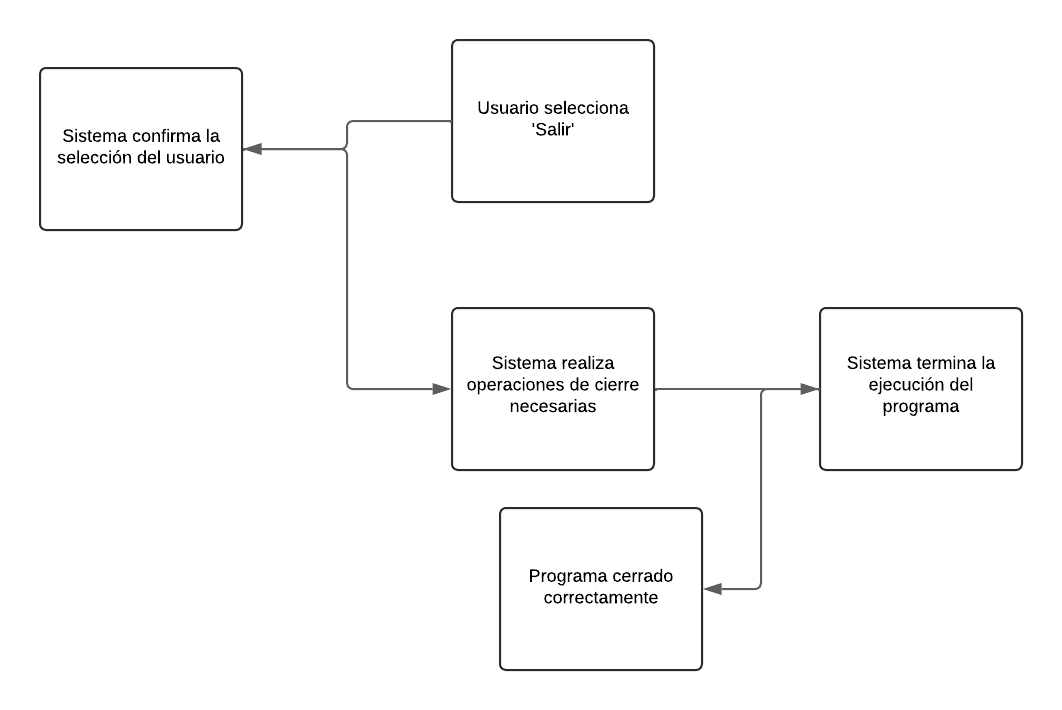 Usuario selecciona
'Salir'
Sistema confirma la
selección del usuario
Sistema realiza
operaciones de cierre
necesarias
Sistema termina la
ejecución del
programa
Programa cerrado
correctamente